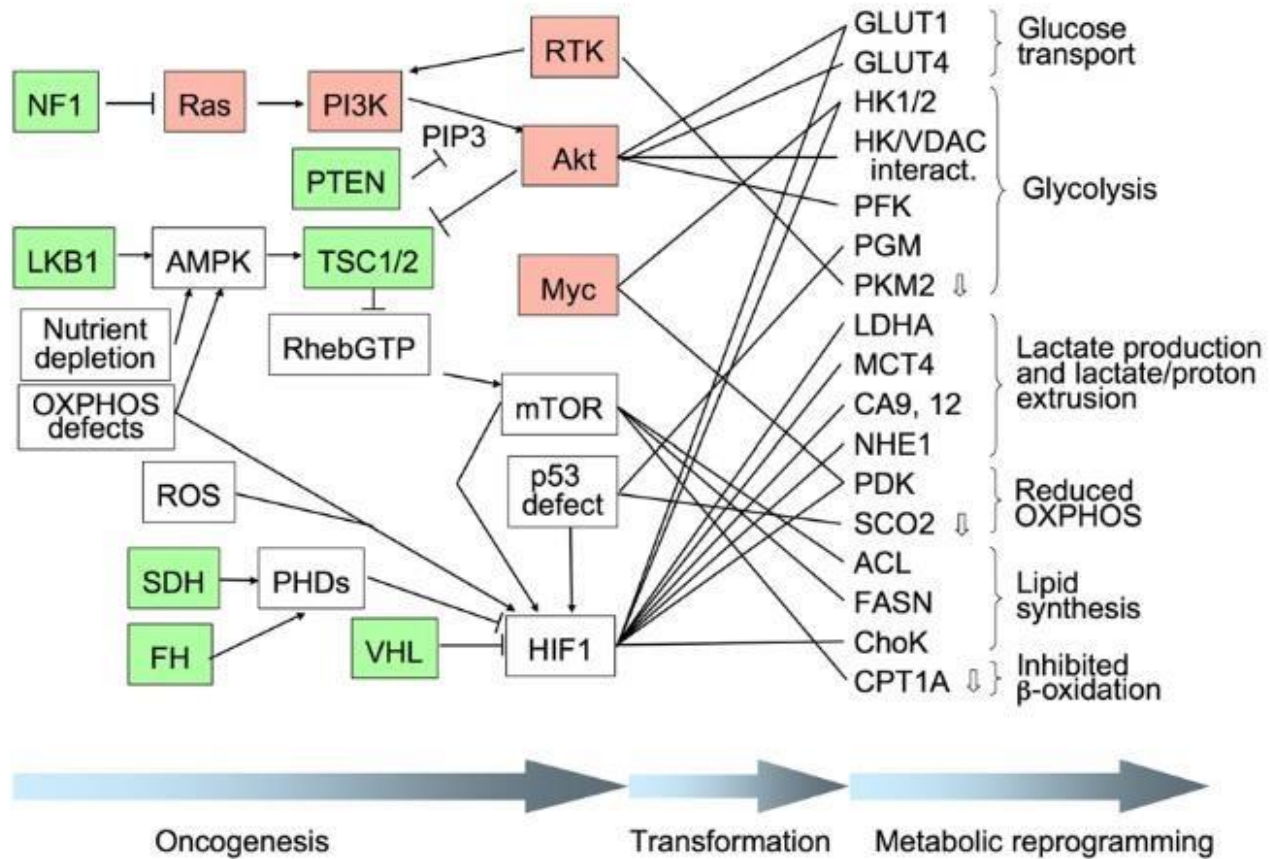 NF1
Ras
PI3K
RTK
PIP3
PTEN
Akt
LKB1
AMPK
TSC1/2
Myc
Nutrient
depletion
RhebGTP
OXPHOS
defects
mTOR
ROS
p53
defect
SDH
PHDs
FH
VHL
HIF1
GLUT1
GLUT4
HK1/2
HK/VDAC
interact.
PFK
PGM
PKM2 ⇩
LDHA
MCT4
CA9, 12
NHE1
PDK
SCO2 ⇩
ACL
FASN
ChoK
CPT1A ⇩
Glucose
transport
Glycolysis
Lactate production
and lactate/proton
extrusion
Reduced
OXPHOS
Lipid
synthesis
Inhibited
β-oxidation
Oncogenesis
Transformation
Metabolic reprogramming